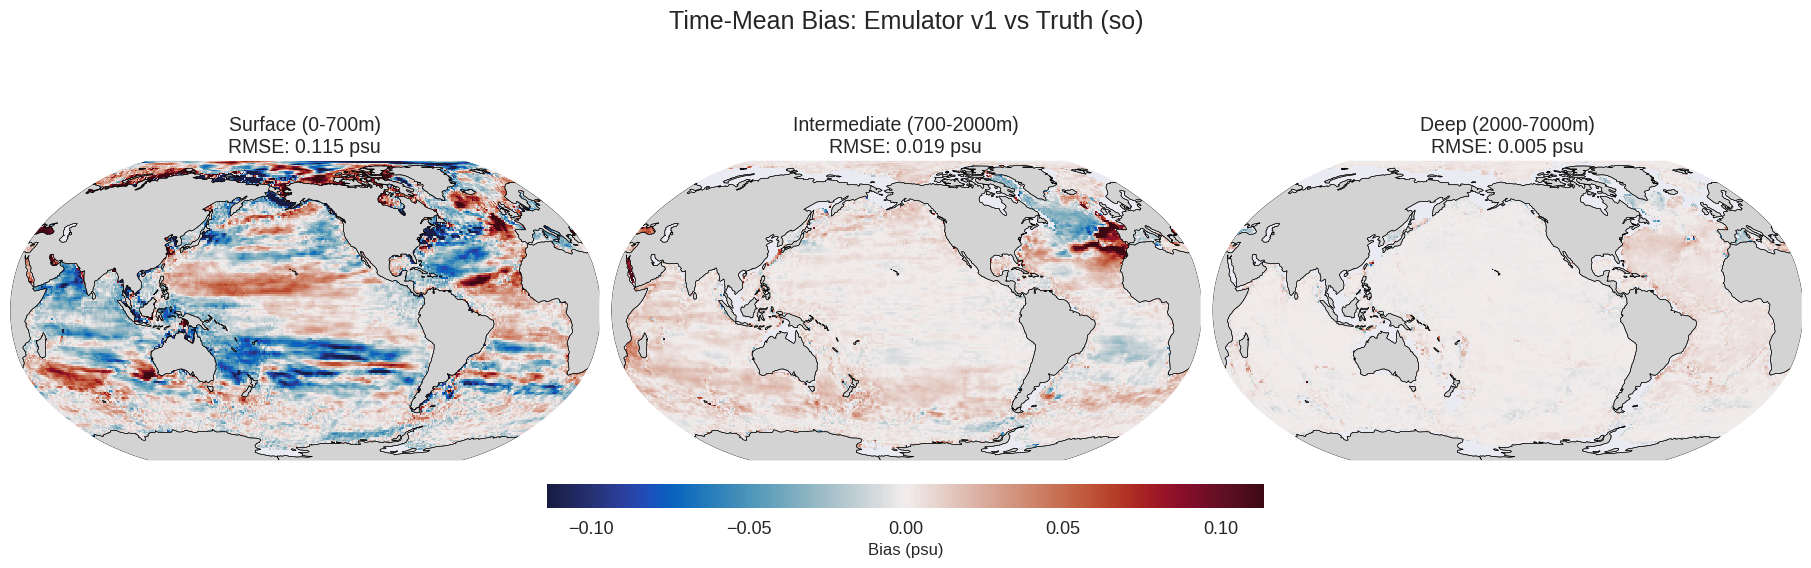 Time-Mean Bias: Emulator v1 vs Truth (so)
Surface (0-700m)
RMSE: 0.115 psu
Intermediate (700-2000m)
RMSE: 0.019 psu
Deep (2000-7000m)
RMSE: 0.005 psu
−0.10 −0.05 0.00 0.05 0.10
Bias (psu)